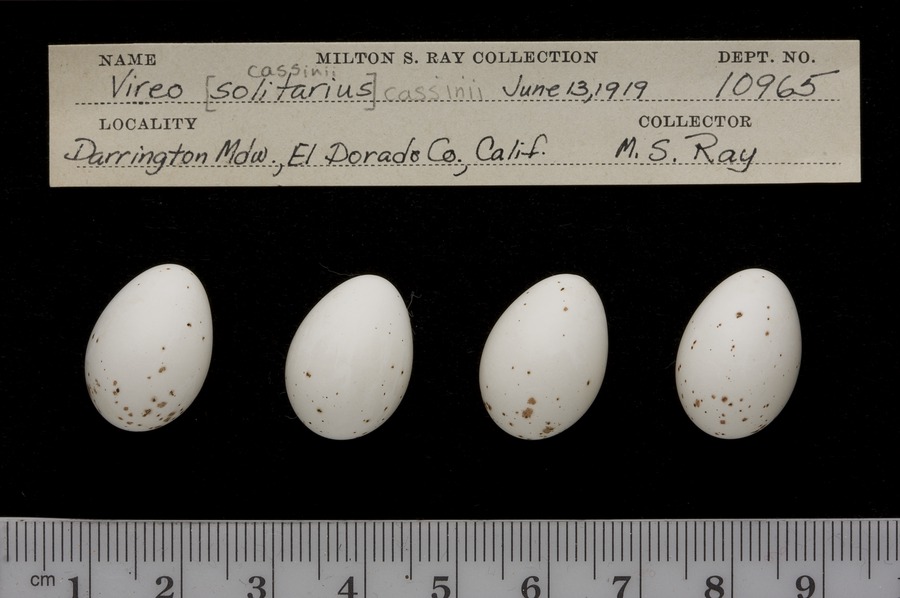 NAME MILTON S. RAY COLLECTION DEPT. NO.
cassinii
Vireo [solitarius] cassinii June 13, 1919 10965
LOCALITY COLLECTOR
Darrington Mdw., El Dorado Co., Calif. M. S. Ray
cm 1 2 3 4 5 6 7 8 9